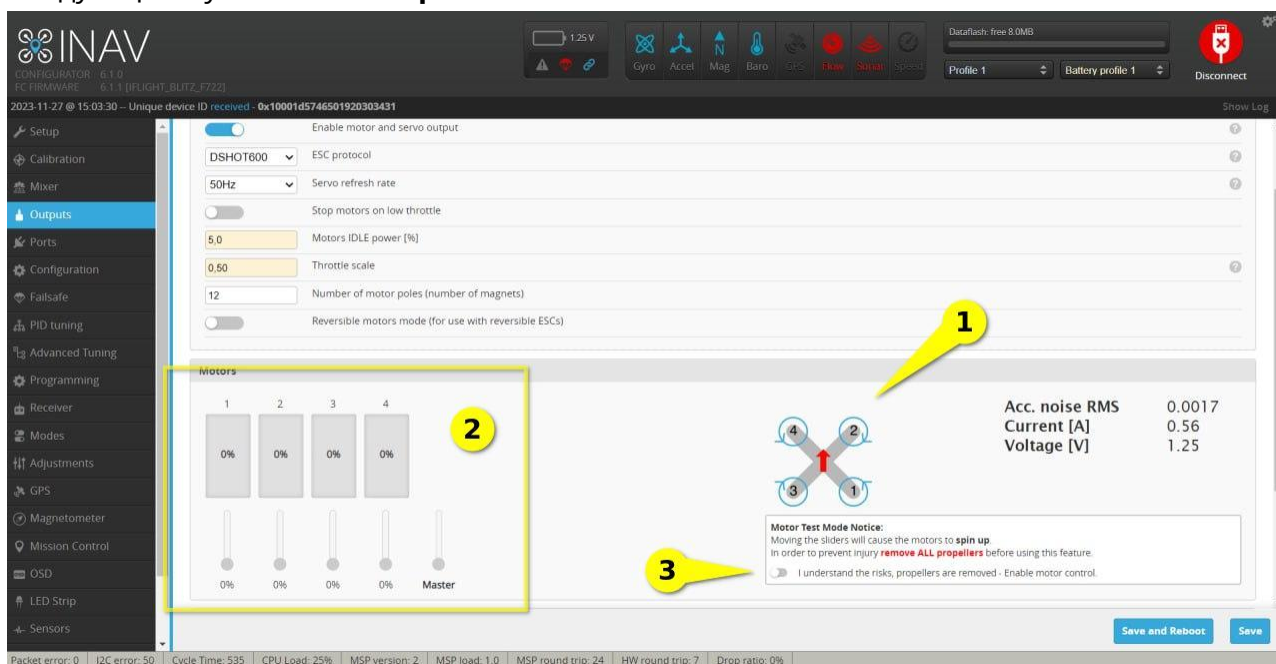 INAV
CONFIGURATOR 6.1.0
FC FIRMWARE 6.1.1 [IFLIGHT_BLITZ_F722]
1.25 V
Gyro Accel Mag Baro GPS Flow Sonar Speed
Dataflash: free 8.0MB
Profile 1
Battery profile 1
Disconnect
2023-11-27 @ 15:03:30 -- Unique device ID received - 0x10001d5746501920303431
Show Log
Setup
Calibration
Mixer
Outputs
Ports
Configuration
Failsafe
PID tuning
Advanced Tuning
Programming
Receiver
Modes
Adjustments
GPS
Magnetometer
Mission Control
OSD
LED Strip
Sensors
Enable motor and servo output
DSHOT600 ESC protocol
50Hz Servo refresh rate
Stop motors on low throttle
5,0 Motors IDLE power [%]
0,50 Throttle scale
12 Number of motor poles (number of magnets)
Reversible motors mode (for use with reversible ESCs)
Motors
1 2 3 4
0% 0% 0% 0%
0% 0% 0% 0% Master
2
1
4 2
3 1
Acc. noise RMS 0.0017
Current [A] 0.56
Voltage [V] 1.25
3
Motor Test Mode Notice:
Moving the sliders will cause the motors to spin up.
In order to prevent injury remove ALL propellers before using this feature.
I understand the risks, propellers are removed - Enable motor control.
Save and Reboot
Save
Packet error: 0 I2C error: 50 Cycle Time: 535 CPU Load: 25% MSP version: 2 MSP load: 1.0 MSP round trip: 24 HW round trip: 7 Drop ratio: 0%